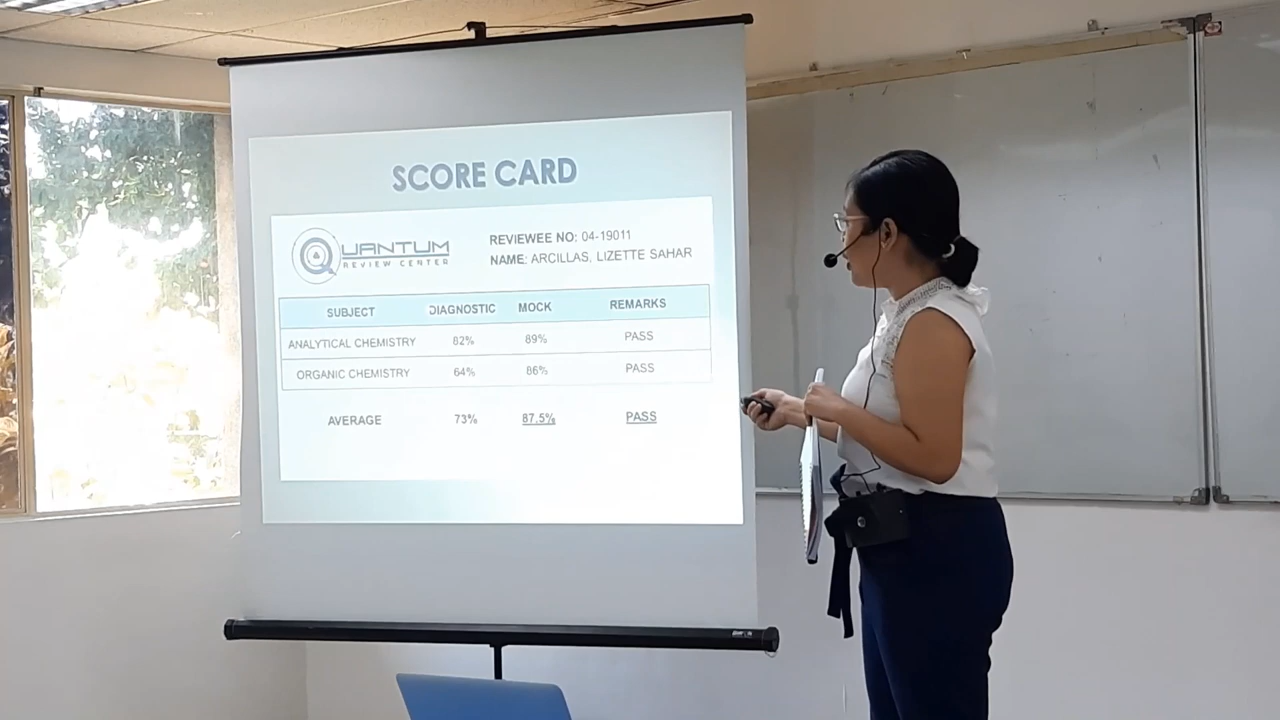 SCORE CARD
QUANTUM
REVIEW CENTER
REVIEWEE NO: 04-19011
NAME: ARCILLAS, LIZETTE SAHAR
SUBJECT DIAGNOSTIC MOCK REMARKS
ANALYTICAL CHEMISTRY 82% 89% PASS
ORGANIC CHEMISTRY 64% 86% PASS
AVERAGE 73% 87.5% PASS